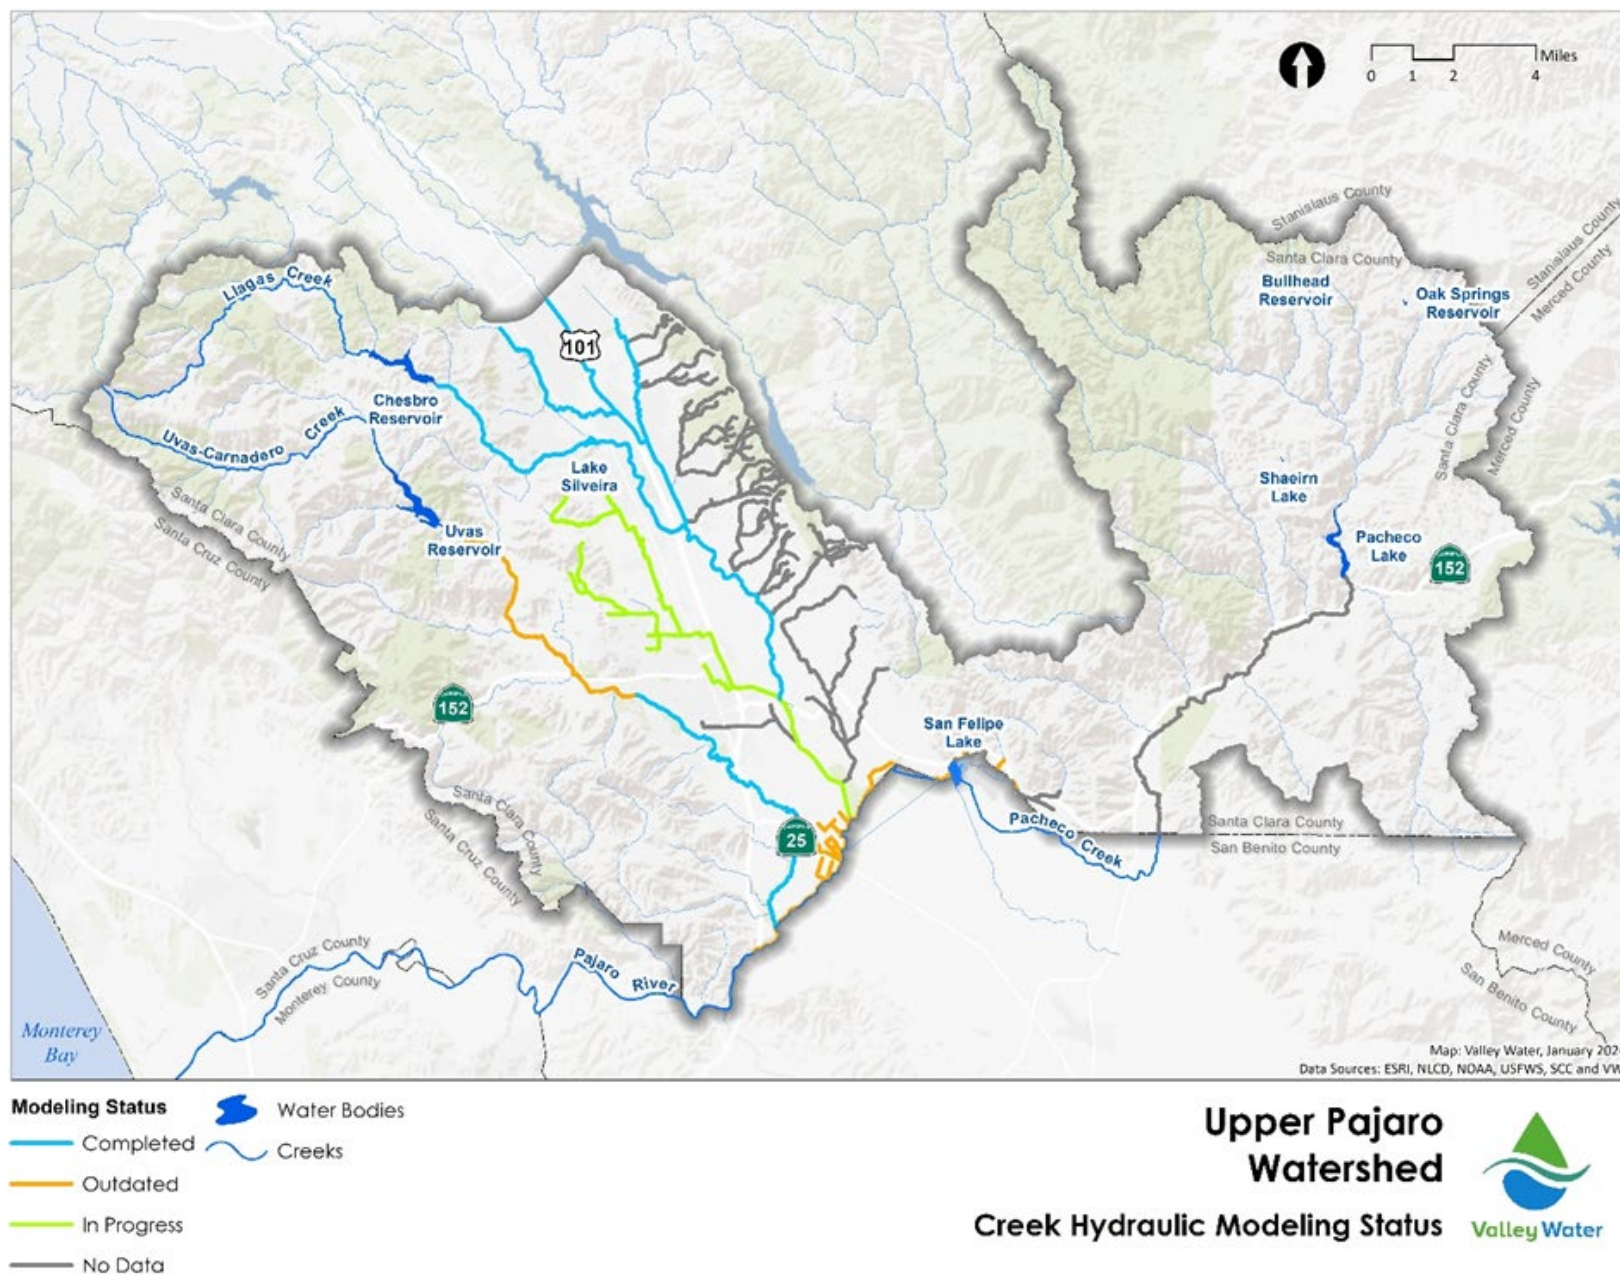 Miles
0 1 2 4
Stanislaus County
Santa Clara County
Stanislaus County
Merced County
Bullhead
Reservoir
Oak Springs
Reservoir
Llagas Creek
101
Chesbro
Reservoir
Uvas-Carnadero Creek
Santa Clara County
Merced County
Lake
Silveira
Shaeirn
Lake
Santa Clara County
Santa Cruz County
Uvas
Reservoir
Pacheco
Lake
152
152
San Felipe
Lake
Santa Clara County
Santa Cruz County
25
Pacheco Creek
Santa Clara County
San Benito County
Santa Cruz County
Monterey County
Pajaro River
Merced County
San Benito County
Monterey
Bay
Map: Valley Water, January
Data Sources: ESRI, NLCD, NOAA, USFWS, SCC and VW
Modeling Status
Water Bodies
Completed
Creeks
Outdated
In Progress
No Data
Upper Pajaro
Watershed
Creek Hydraulic Modeling Status
Valley Water